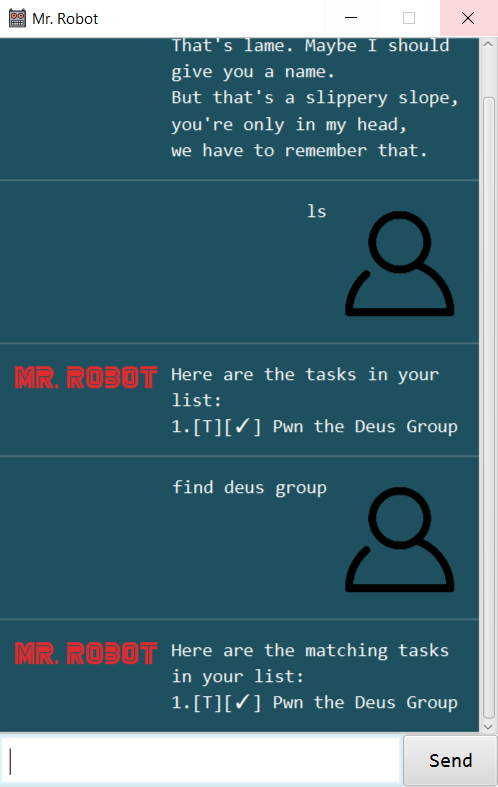 Mr. Robot
That's lame. Maybe I should
give you a name.
But that's a slippery slope,
you're only in my head,
we have to remember that.
ls
MR. ROBOT
Here are the tasks in your
list:
1.[T][✓] Pwn the Deus Group
find deus group
MR. ROBOT
Here are the matching tasks
in your list:
1.[T][✓] Pwn the Deus Group
Send